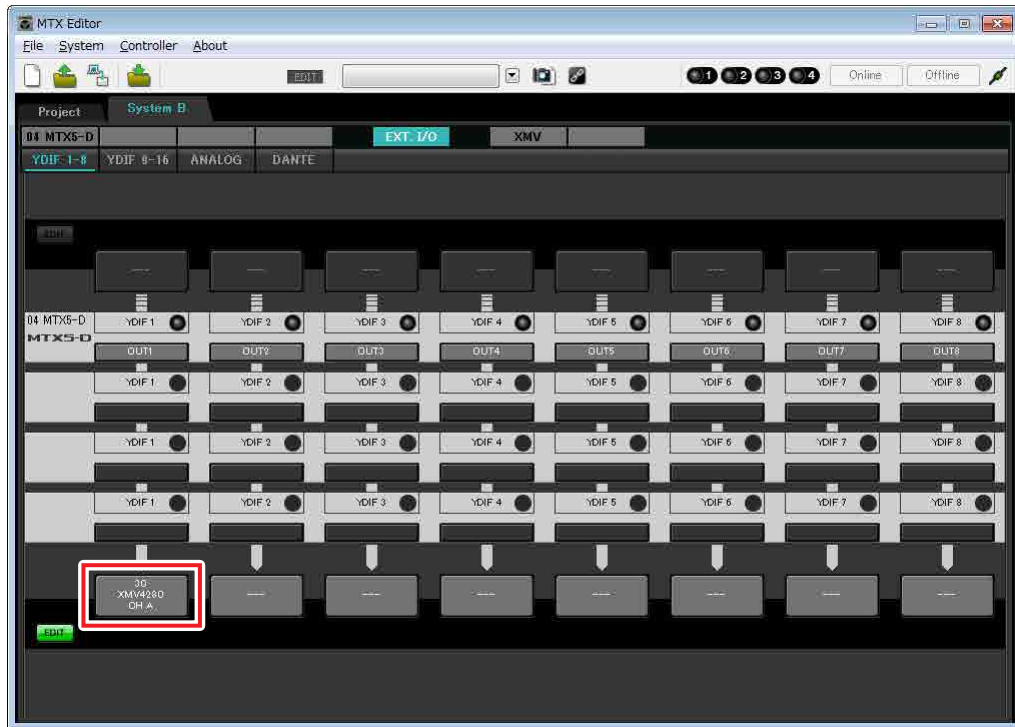 MTX Editor
File System Controller About
EDIT Online Offline
1 2 3 4
Project System B
04 MTX5-D EXT. I/O XMV
YDIF 1-8 YDIF 9-16 ANALOG DANTE
EDIT
--- --- --- --- --- --- --- ---
04 MTX5-D YDIF 1 YDIF 2 YDIF 3 YDIF 4 YDIF 5 YDIF 6 YDIF 7 YDIF 8
MTX5-D
OUT1 OUT2 OUT3 OUT4 OUT5 OUT6 OUT7 OUT8
YDIF 1 YDIF 2 YDIF 3 YDIF 4 YDIF 5 YDIF 6 YDIF 7 YDIF 8
YDIF 1 YDIF 2 YDIF 3 YDIF 4 YDIF 5 YDIF 6 YDIF 7 YDIF 8
YDIF 1 YDIF 2 YDIF 3 YDIF 4 YDIF 5 YDIF 6 YDIF 7 YDIF 8
30
XMV4280
CH A
--- --- --- --- --- --- ---
EDIT